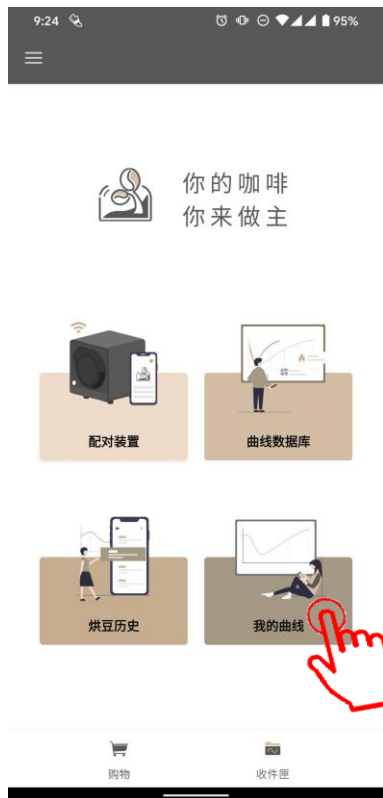 9:24
95%
你的咖啡
你来做主
配对装置
曲线数据库
烘豆历史
我的曲线
购物
收件匣